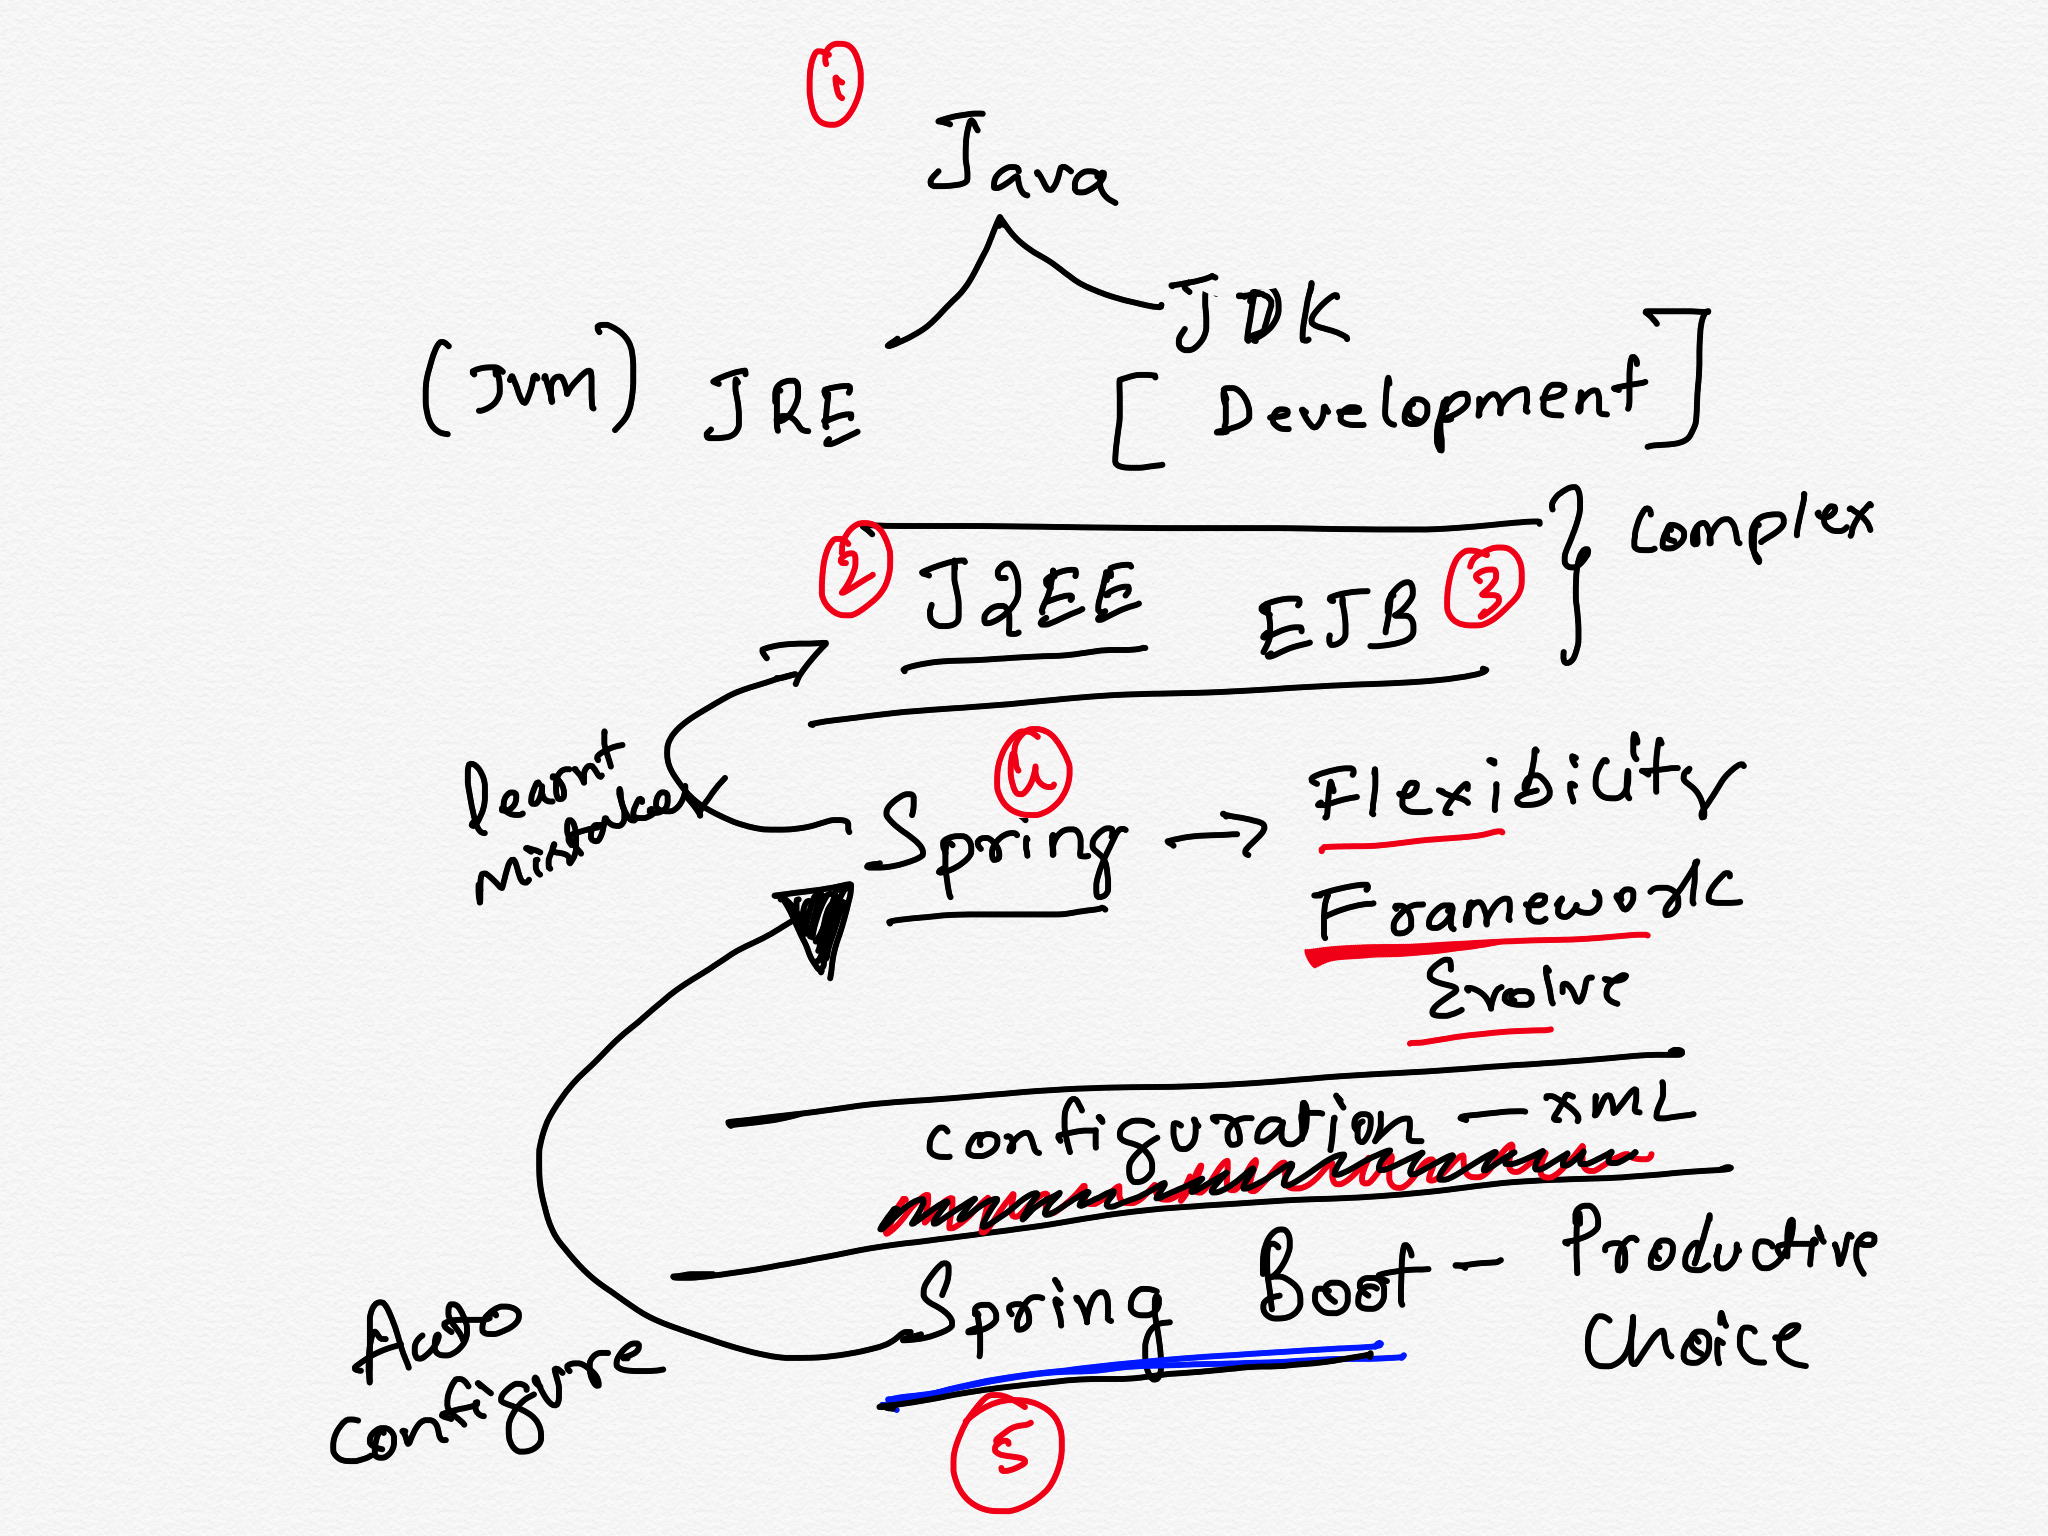 1
Java
JDK
(JVM) JRE
[Development]
} Complex
2 J2EE EJB 3
4
learnt
mistakes
Spring → Flexibility
Framework
Evolve
Configuration — XML
Spring Boot - Productive
Choice
Auto
configure
5